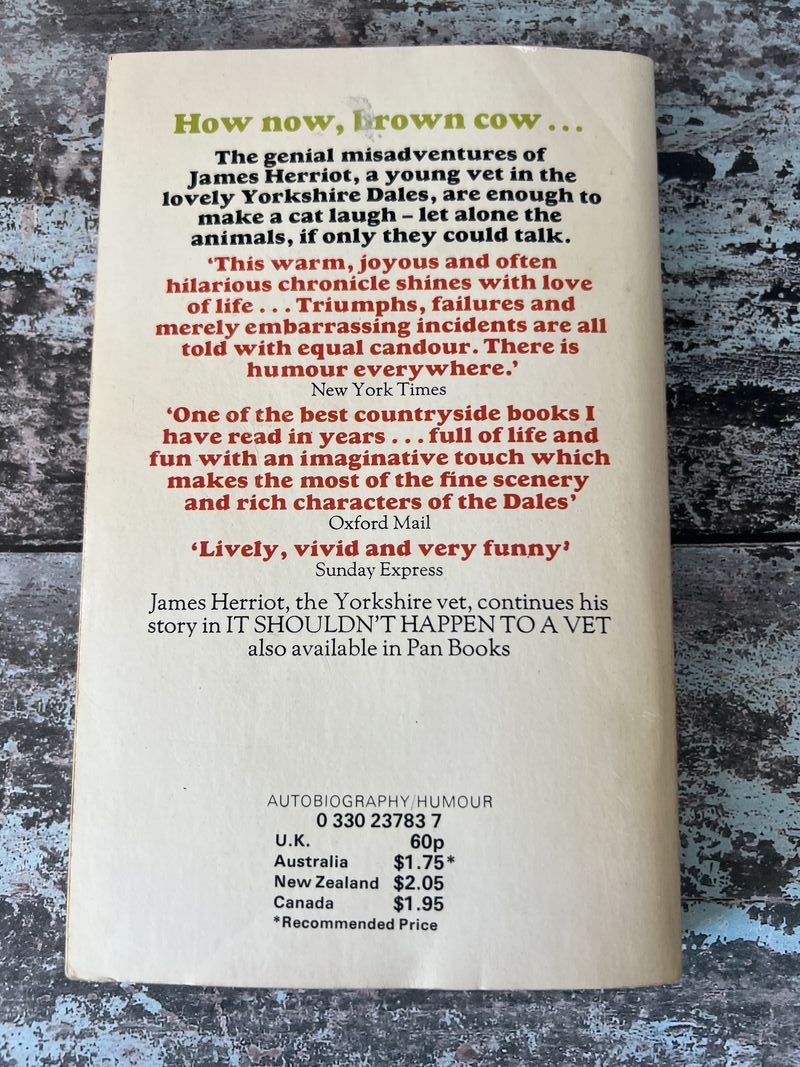 How now, brown cow...
The genial misadventures of
James Herriot, a young vet in the
lovely Yorkshire Dales, are enough to
make a cat laugh – let alone the
animals, if only they could talk.
‘This warm, joyous and often
hilarious chronicle shines with love
of life . . . Triumphs, failures and
merely embarrassing incidents are all
told with equal candour. There is
humour everywhere.’
New York Times
‘One of the best countryside books I
have read in years . . . full of life and
fun with an imaginative touch which
makes the most of the fine scenery
and rich characters of the Dales’
Oxford Mail
‘Lively, vivid and very funny’
Sunday Express
James Herriot, the Yorkshire vet, continues his
story in IT SHOULDN'T HAPPEN TO A VET
also available in Pan Books
AUTOBIOGRAPHY/HUMOUR
0 330 23783 7
U.K. 60p
Australia $1.75*
New Zealand $2.05
Canada $1.95
*Recommended Price